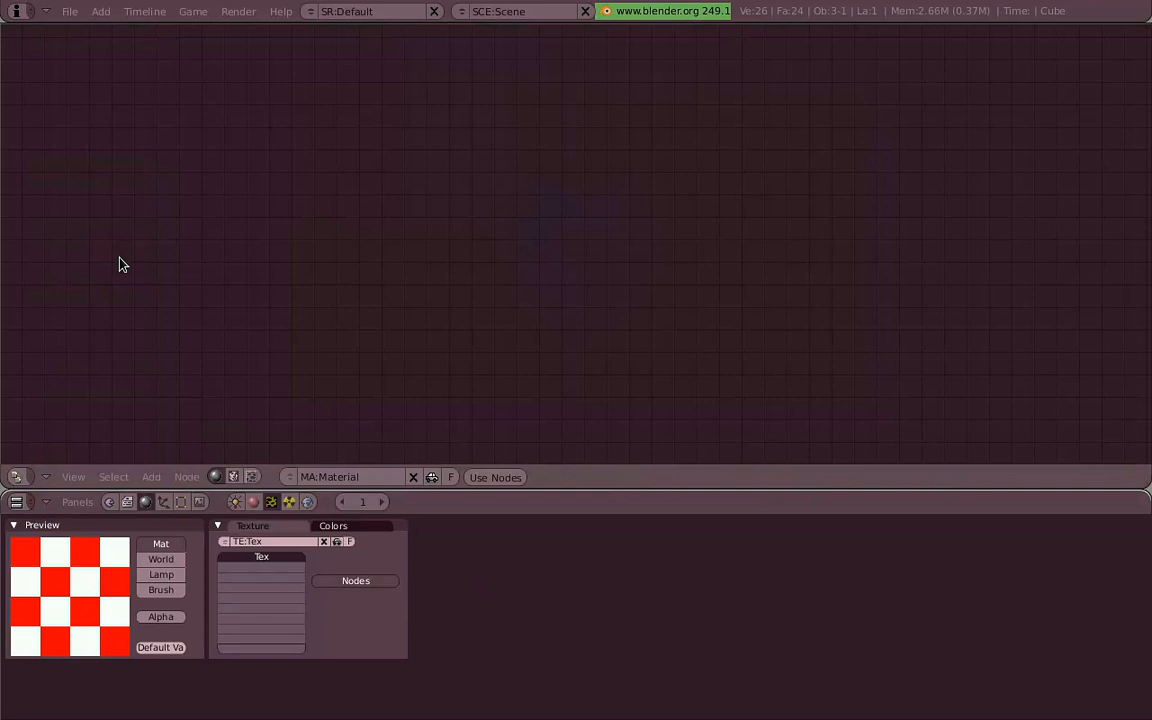 File Add Timeline Game Render Help SR:Default SCE:Scene www.blender.org 249.1 Ve:26 | Fa:24 | Ob:3-1 | La:1 | Mem:2.66M (0.37M) | Time: | Cube
View Select Add Node MA:Material F Use Nodes
Panels 1
Preview Texture Colors
Mat TE:Tex F
World Tex
Lamp Nodes
Brush
Alpha
Default Va